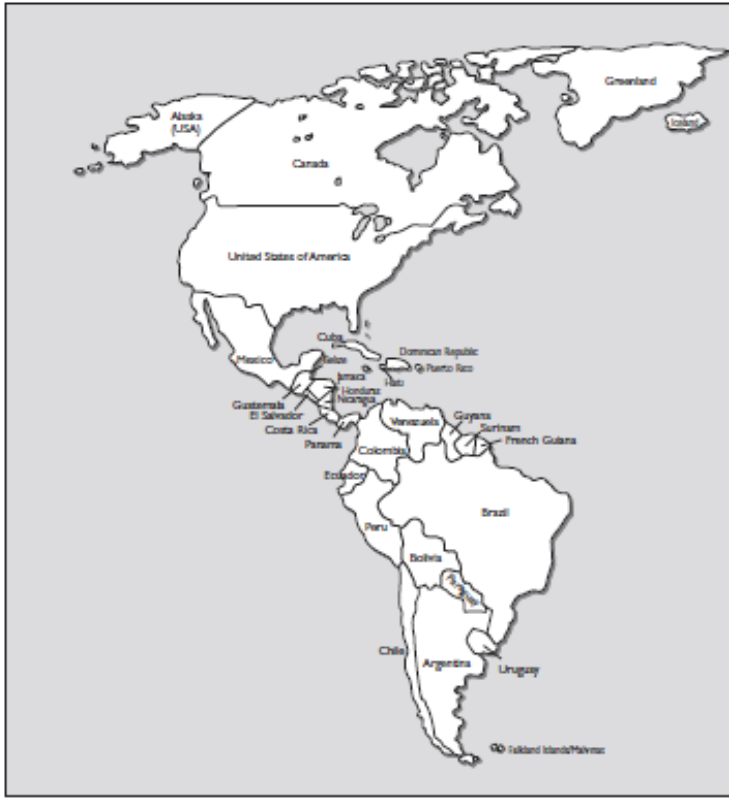 Greenland
Alaska
(USA)
Iceland
Canada
United States of America
Cuba
Dominican Republic
Mexico
Belize
Puerto Rico
Jamaica
Haiti
Honduras
Nicaragua
Guatemala
El Salvador
Costa Rica
Panama
Venezuela
Guyana
Surinam
French Guiana
Colombia
Ecuador
Brazil
Peru
Bolivia
Paraguay
Chile
Argentina
Uruguay
Falkland Islands/Malvinas